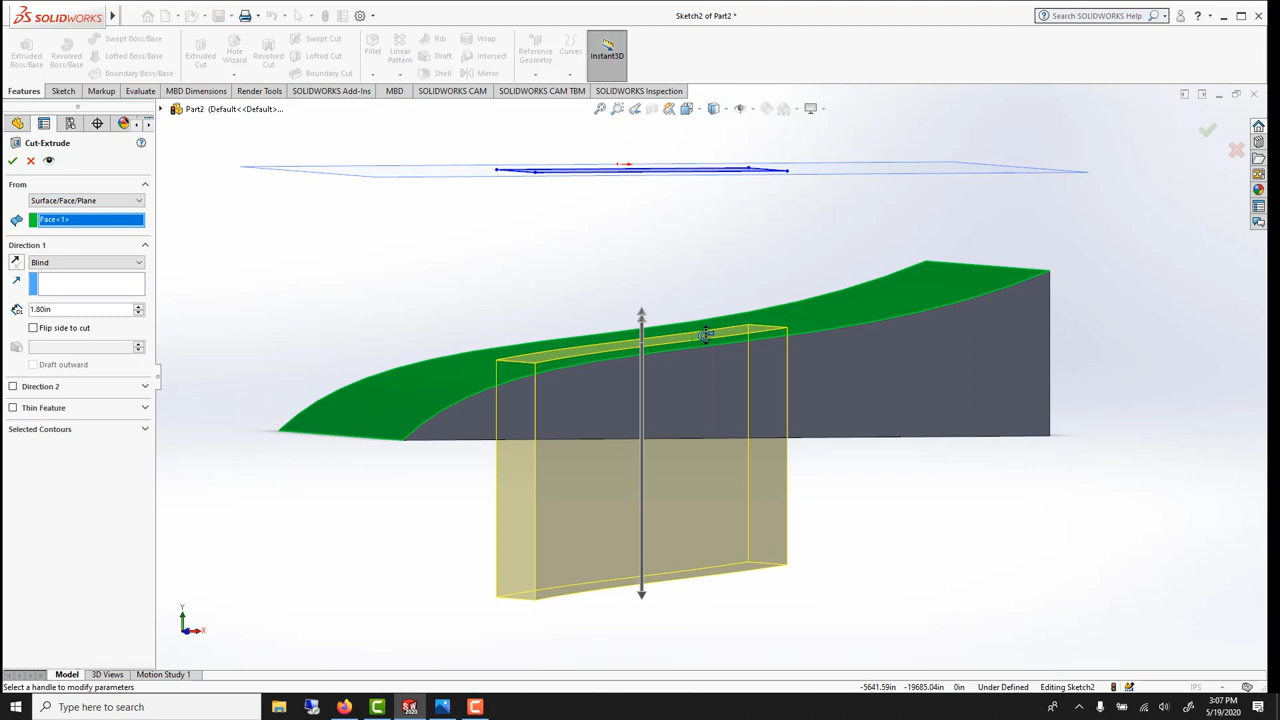 SOLIDWORKS
Sketch2 of Part2 *
Search SOLIDWORKS Help
Extruded Boss/Base
Revolved Boss/Base
Swept Boss/Base
Lofted Boss/Base
Boundary Boss/Base
Extruded Cut
Hole Wizard
Revolved Cut
Swept Cut
Lofted Cut
Boundary Cut
Fillet
Linear Pattern
Rib
Draft
Shell
Wrap
Intersect
Mirror
Reference Geometry
Curves
Instant3D
Features
Sketch
Markup
Evaluate
MBD Dimensions
Render Tools
SOLIDWORKS Add-Ins
MBD
SOLIDWORKS CAM
SOLIDWORKS CAM TBM
SOLIDWORKS Inspection
Part2 (Default<<Default>...
Cut-Extrude
From
Surface/Face/Plane
Face<1>
Direction 1
Blind
1.80in
Flip side to cut
Draft outward
Direction 2
Thin Feature
Selected Contours
Y
X
Model
3D Views
Motion Study 1
Select a handle to modify parameters
-5641.59in
-19685.04in
0in
Under Defined
Editing Sketch2
IPS
Type here to search
3:07 PM
5/19/2020